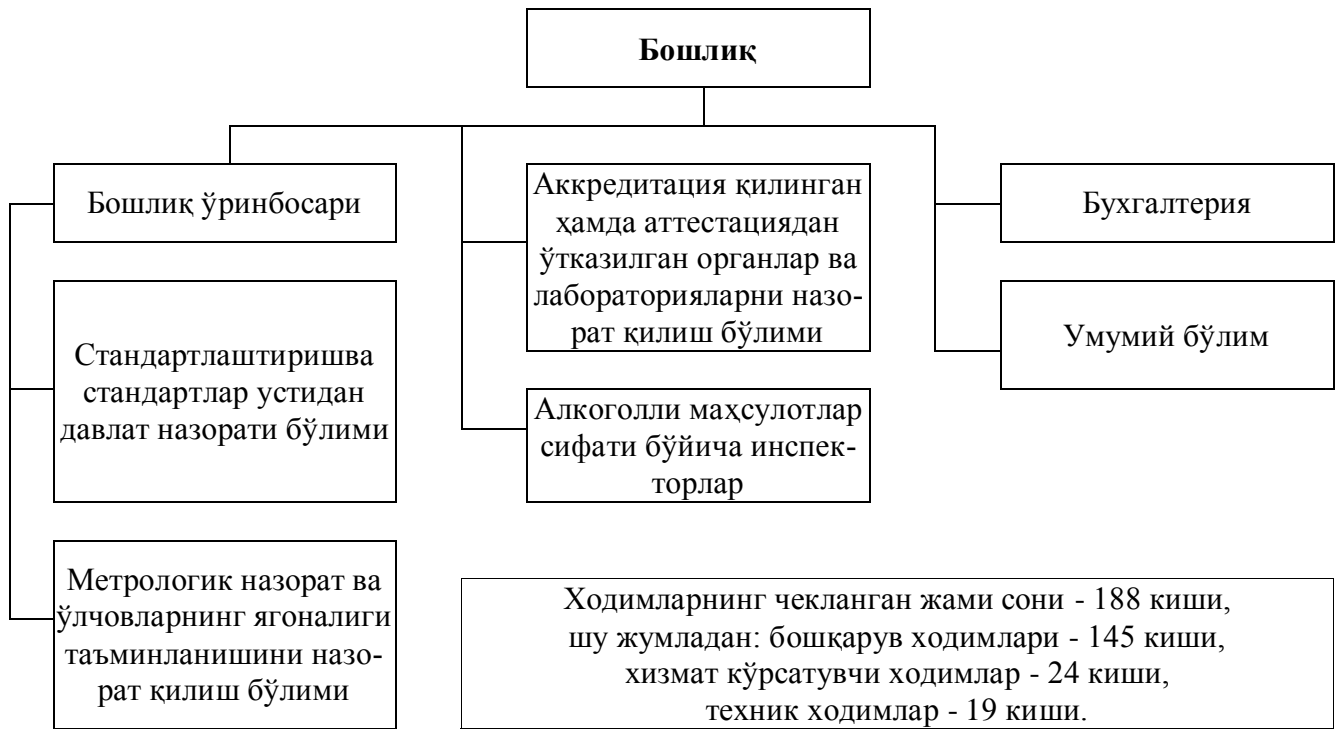 Бошлиқ
Бошлиқ ўринбосари
Стандартлаштиришва
стандартлар устидан
давлат назорати бўлими
Метрологик назорат ва
ўлчовларнинг ягоналиги
таъминланишини назо-
рат қилиш бўлими
Аккредитация қилинган
ҳамда аттестациядан
ўтказилган органлар ва
лабораторияларни назо-
рат қилиш бўлими
Алкоголли маҳсулотлар
сифати бўйича инспек-
торлар
Бухгалтерия
Умумий бўлим
Ходимларнинг чекланган жами сони - 188 киши,
шу жумладан: бошқарув ходимлари - 145 киши,
хизмат кўрсатувчи ходимлар - 24 киши,
техник ходимлар - 19 киши.